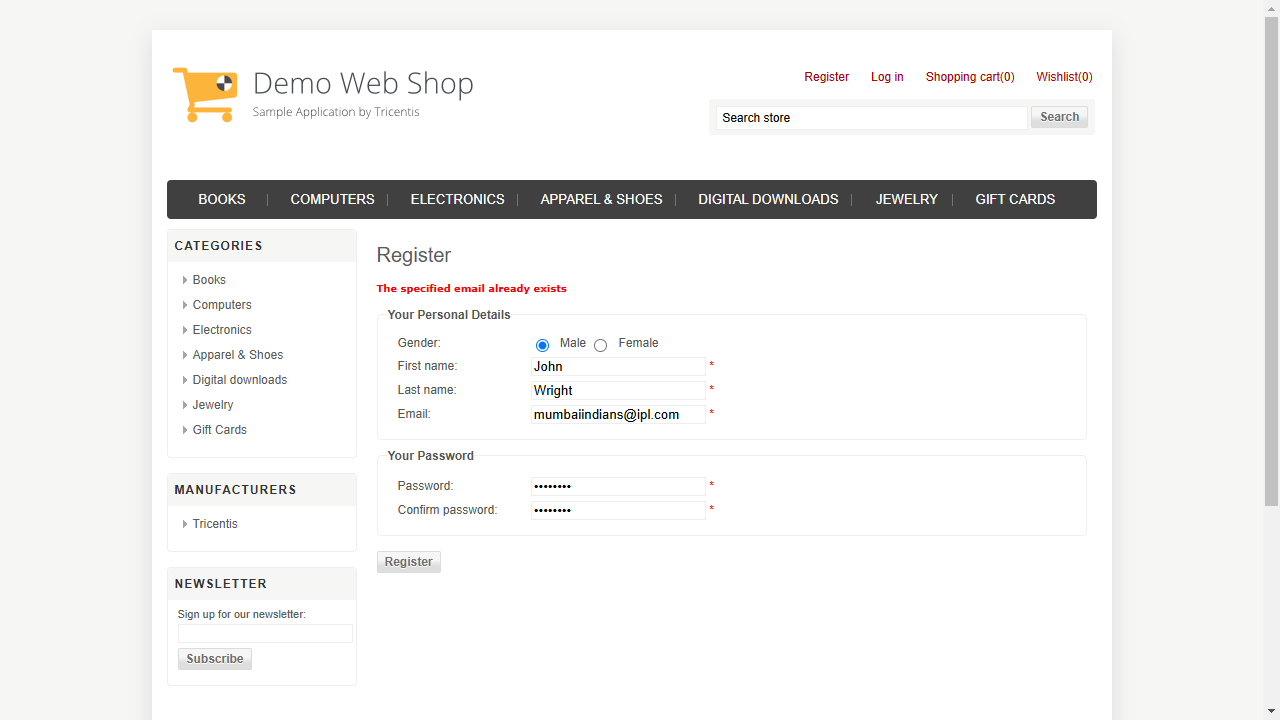 Demo Web Shop
Sample Application by Tricentis
Register
Log in
Shopping cart(0)
Wishlist(0)
Search store
Search
BOOKS
COMPUTERS
ELECTRONICS
APPAREL & SHOES
DIGITAL DOWNLOADS
JEWELRY
GIFT CARDS
CATEGORIES
Books
Computers
Electronics
Apparel & Shoes
Digital downloads
Jewelry
Gift Cards
MANUFACTURERS
Tricentis
NEWSLETTER
Sign up for our newsletter:
Subscribe
Register
The specified email already exists
Your Personal Details
Gender: Male Female
First name: John *
Last name: Wright *
Email: mumbaiindians@ipl.com *
Your Password
Password: •••••••• *
Confirm password: •••••••• *
Register